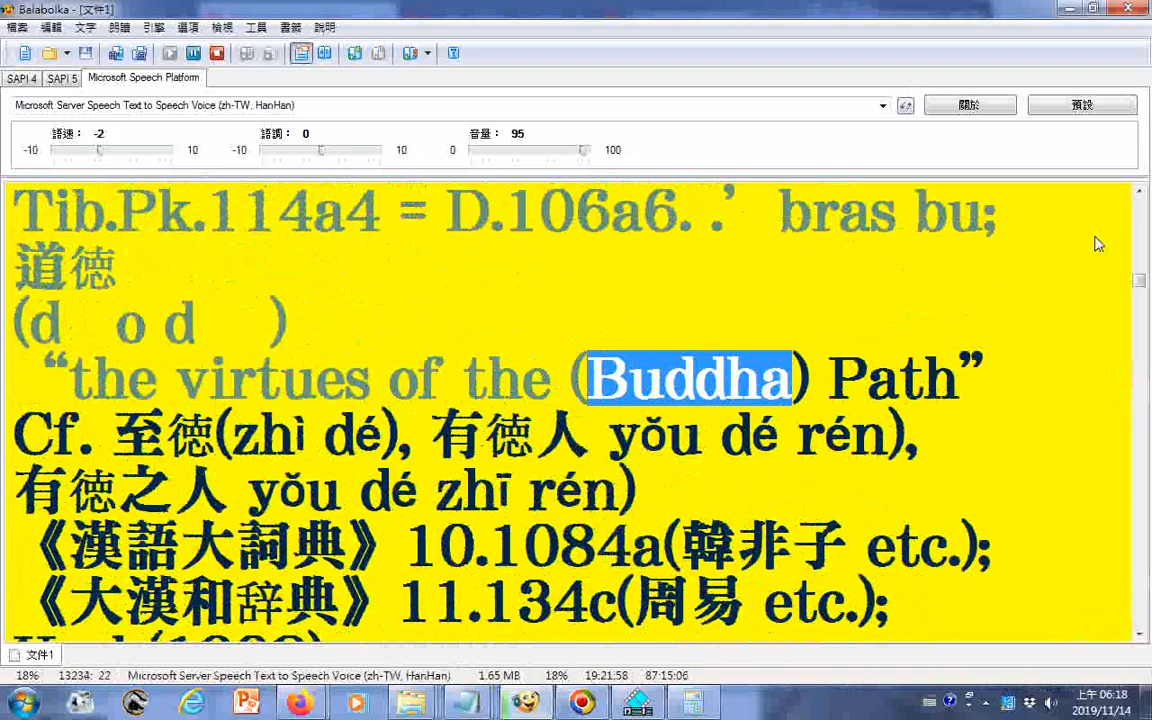 Balabolka - [文件1]
檔案 編輯 文字 朗讀 引擎 選項 檢視 工具 書籤 說明
SAPI 4 SAPI 5 Microsoft Speech Platform
Microsoft Server Speech Text to Speech Voice (zh-TW, HanHan) 關於 預設
語速： -2 語調： 0 音量： 95
-10 10 -10 10 0 100
Tib.Pk.114a4 = D.106a6. .’ bras bu;
道徳
(d o d )
“the virtues of the (Buddha) Path”
Cf. 至徳(zhì dé), 有徳人 yǒu dé rén),
有徳之人 yǒu dé zhī rén)
《漢語大詞典》 10.1084a(韓非子 etc.);
《大漢和辞典》 11.134c(周易 etc.);
文件1
18% 13234: 22 Microsoft Server Speech Text to Speech Voice (zh-TW, HanHan) 1.65 MB 18% 19:21:58 87:15:06
上午 06:18
2019/11/14